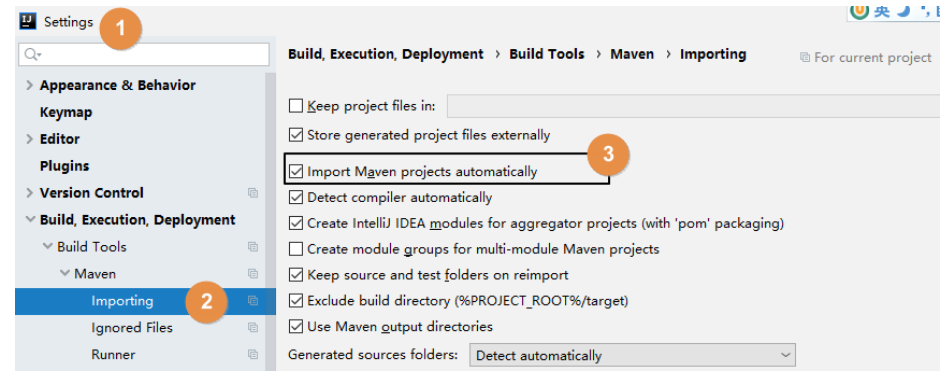 Settings
1
英
Appearance & Behavior
Keymap
Editor
Plugins
Version Control
Build, Execution, Deployment
Build Tools
Maven
Importing
2
Ignored Files
Runner
Build, Execution, Deployment > Build Tools > Maven > Importing
For current project
Keep project files in:
Store generated project files externally
3
Import Maven projects automatically
Detect compiler automatically
Create IntelliJ IDEA modules for aggregator projects (with 'pom' packaging)
Create module groups for multi-module Maven projects
Keep source and test folders on reimport
Exclude build directory (%PROJECT_ROOT%/target)
Use Maven output directories
Generated sources folders: Detect automatically